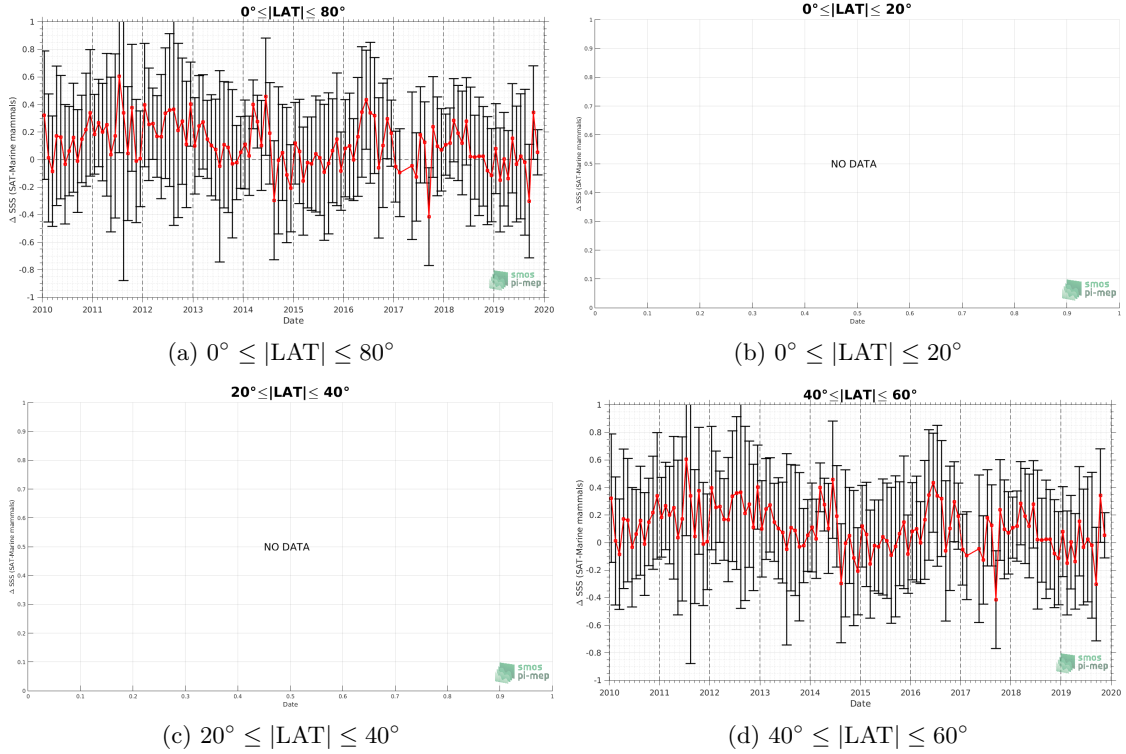 0°≤|LAT|≤ 80°
1
0.8
0.6
0.4
0.2
0
-0.2
-0.4
-0.6
-0.8
-1
Δ SSS (SAT-Marine mammals)
2010 2011 2012 2013 2014 2015 2016 2017 2018 2019 2020
Date
smos
pi-mep
(a) 0° ≤ |LAT| ≤ 80°
0°≤|LAT|≤ 20°
1
0.9
0.8
0.7
0.6
0.5
0.4
0.3
0.2
0.1
0
Δ SSS (SAT-Marine mammals)
NO DATA
0 0.1 0.2 0.3 0.4 0.5 0.6 0.7 0.8 0.9 1
Date
smos
pi-mep
(b) 0° ≤ |LAT| ≤ 20°
20°≤|LAT|≤ 40°
1
0.9
0.8
0.7
0.6
0.5
0.4
0.3
0.2
0.1
0
Δ SSS (SAT-Marine mammals)
NO DATA
0 0.1 0.2 0.3 0.4 0.5 0.6 0.7 0.8 0.9 1
Date
smos
pi-mep
(c) 20° ≤ |LAT| ≤ 40°
40°≤|LAT|≤ 60°
1
0.8
0.6
0.4
0.2
0
-0.2
-0.4
-0.6
-0.8
-1
Δ SSS (SAT-Marine mammals)
2010 2011 2012 2013 2014 2015 2016 2017 2018 2019 2020
Date
smos
pi-mep
(d) 40° ≤ |LAT| ≤ 60°